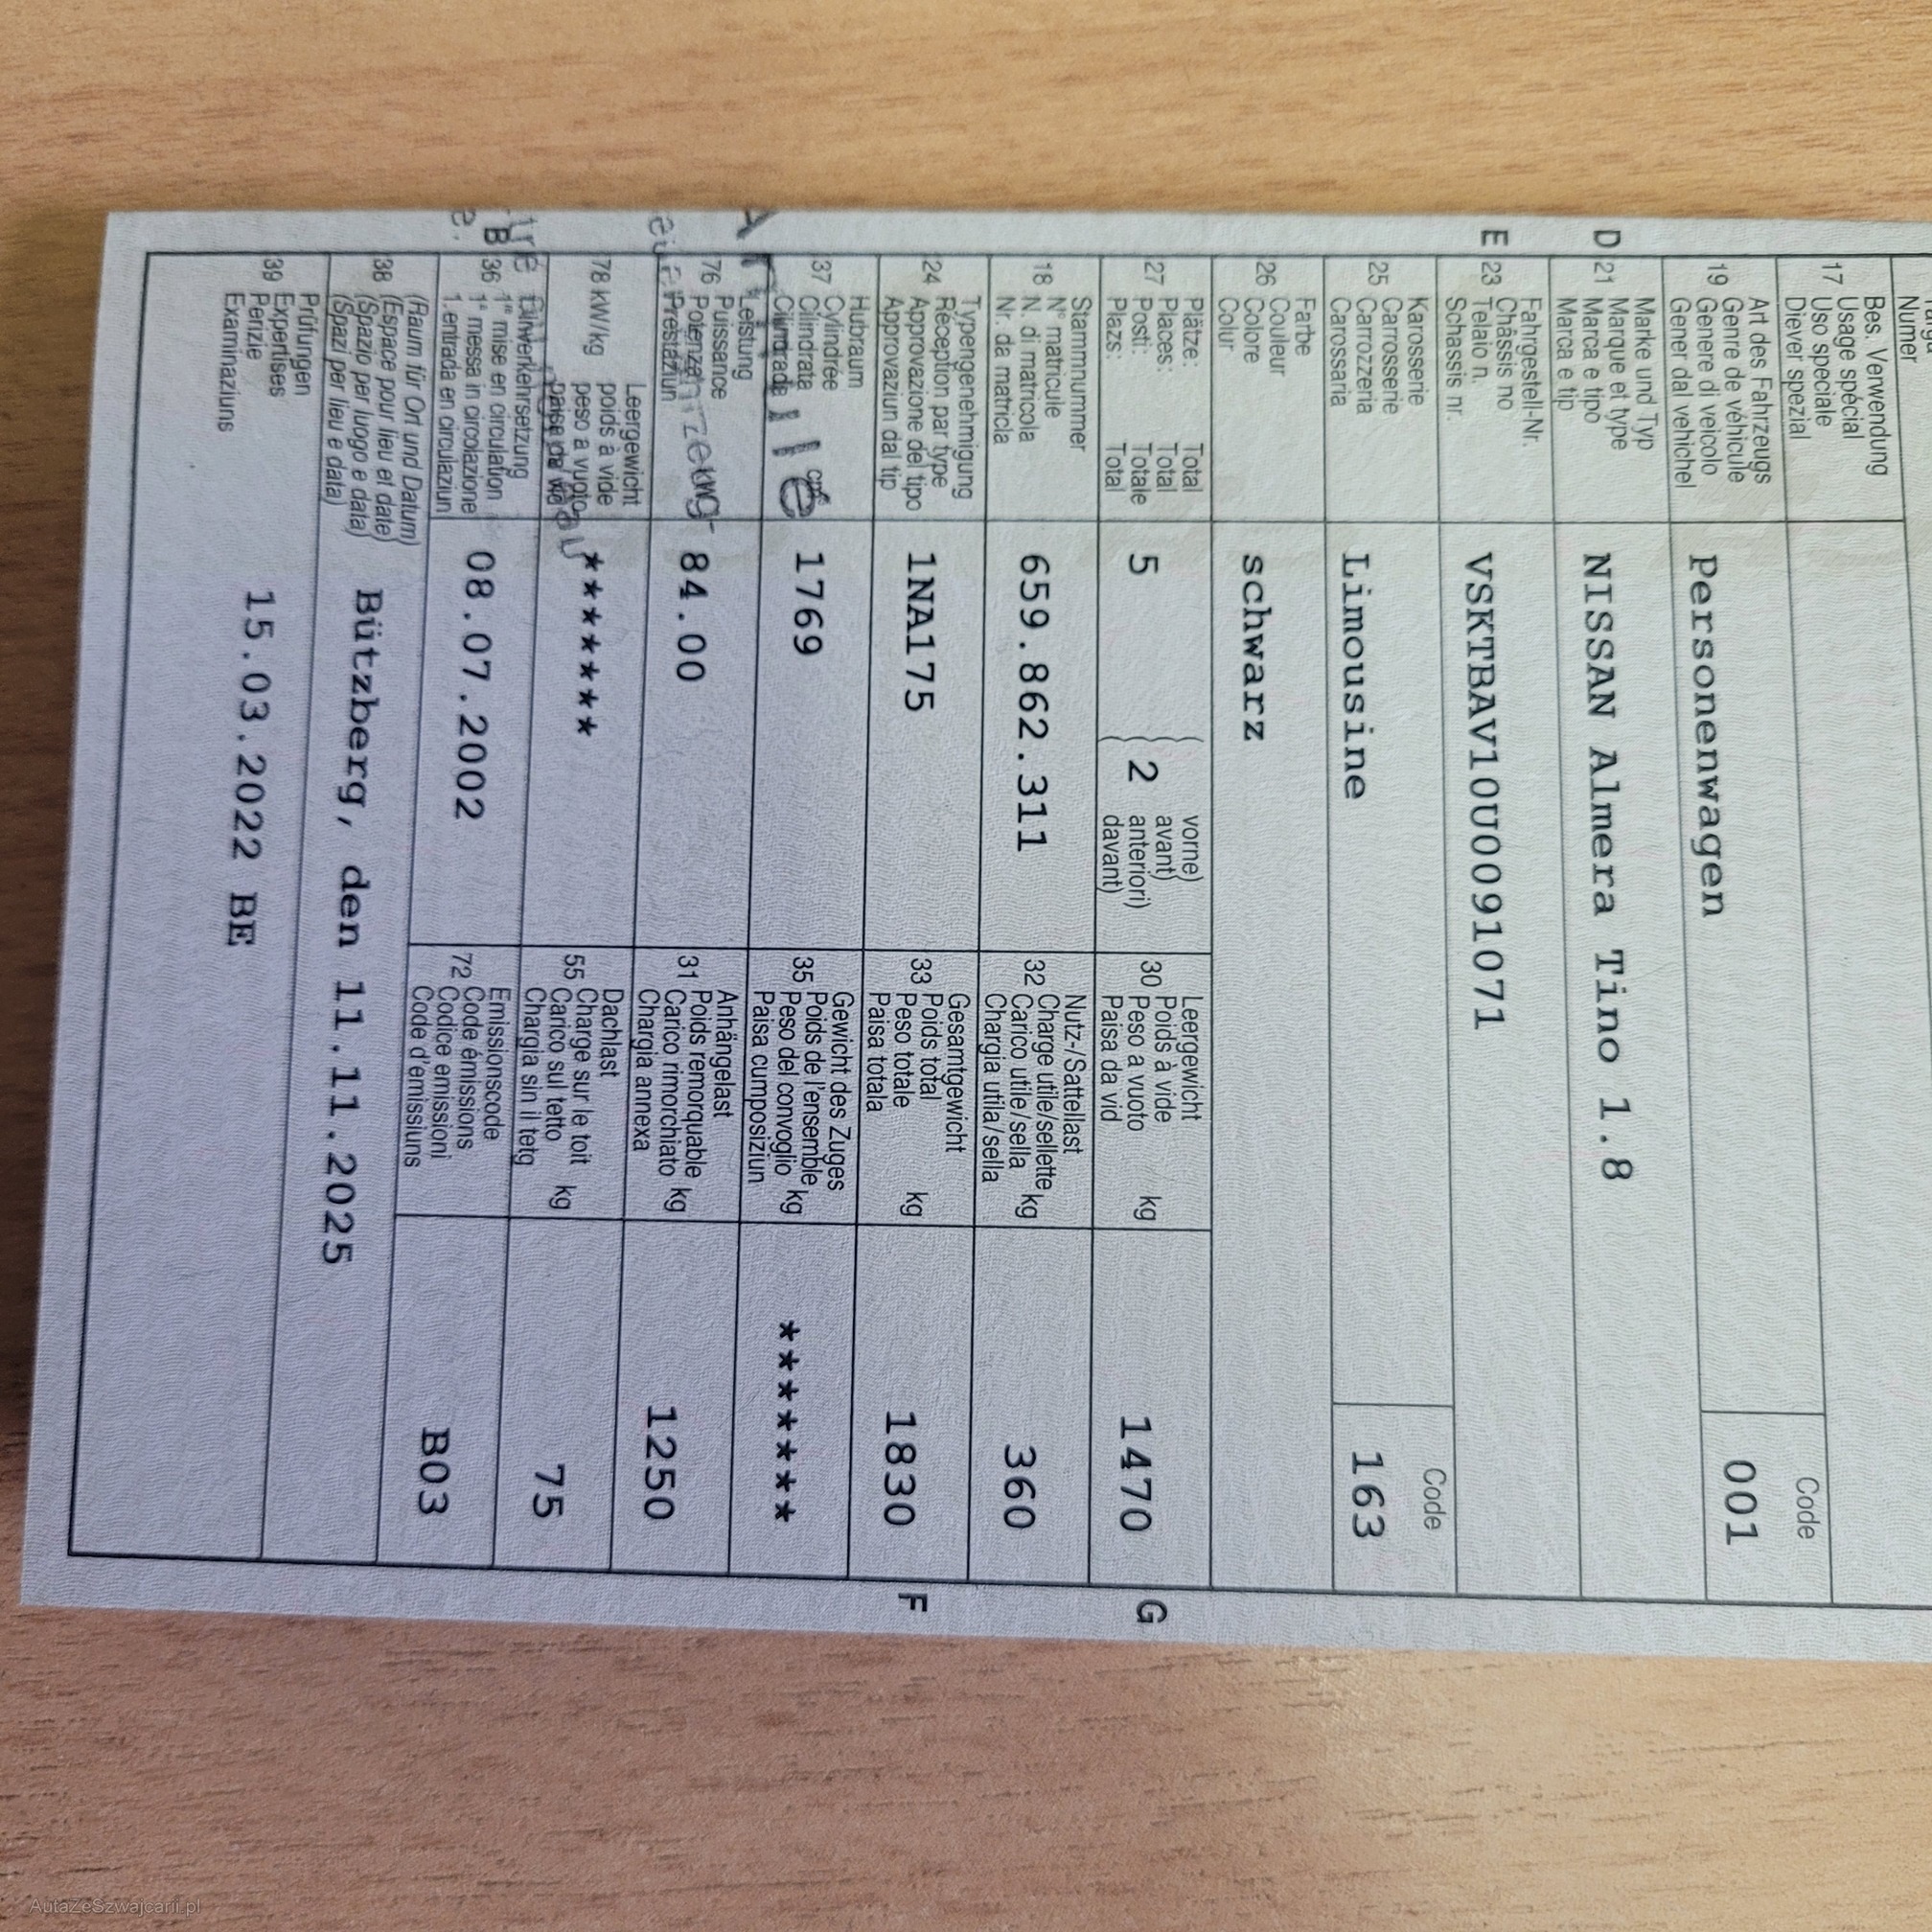 Numer
Bes. Verwendung
Usage spécial
17 Uso speciale
Diever spezial
Art des Fahrzeugs
Genre de véhicule
19 Genere di veicolo
Gener dal vehichel
Personenwagen
Code
001
Marke und Typ
Marque et type
D 21 Marca e tipo
Marca e tip
NISSAN Almera Tino 1.8
Fahrgestell-Nr.
Châssis no
E 23 Telaio n.
Schassis nr.
VSKTBAV10U0091071
Karosserie
Carrosserie
25 Carrozzeria
Carossaria
Limousine
Code
163
Farbe
Couleur
26 Colore
Colur
schwarz
Plätze: Total
Places: Total
27 Posti: Totale
Plazs: Total
5
( 2
vorne)
avant)
anteriori)
davant)
Leergewicht
Poids à vide
30 Peso a vuoto kg
Paisa da vid
1470
G
Stammnummer
N° matricule
18 N. di matricola
Nr. da matricla
659.862.311
Nutz-/Sattellast
Charge utile/sellette
32 Carico utile/sella kg
Chargia utila/sella
360
Typengenehmigung
Réception par type
24 Approvazione del tipo
Approvaziun dal tip
1NA175
Gesamtgewicht
Poids total
33 Peso totale kg
Paisa totala
1830
F
Hubraum
Cylindrée
37 Cilindrata
1769
Gewicht des Zuges
Poids de l'ensemble
35 Peso del convoglio kg
Paisa cumposiziun
*******
Leistung
Puissance
76 Potenza
Prestaziun
84.00
Anhängelast
Poids remorquable
31 Carico rimorchiato kg
Chargia annexa
1250
Leergewicht
poids à vide
78 kW/kg peso a vuoto
*******
Dachlast
Charge sur le toit
55 Carico sul tetto kg
Chargia sin il tetg
75
B 36 1re mise en circulation
1a messa in circolazione
1. entrada en circulaziun
08.07.2002
Emissionscode
Code émissions
72 Codice emissioni
Code d'emissiuns
B03
(Raum für Ort und Datum)
(Espace pour lieu et date)
38 (Spazio per luogo e data)
(Spazi per lieu e data)
Bützberg, den 11.11.2025
Prüfungen
Expertises
39 Perizie
Examinaziuns
15.03.2022 BE
AutaZeSzwajcarii.pl